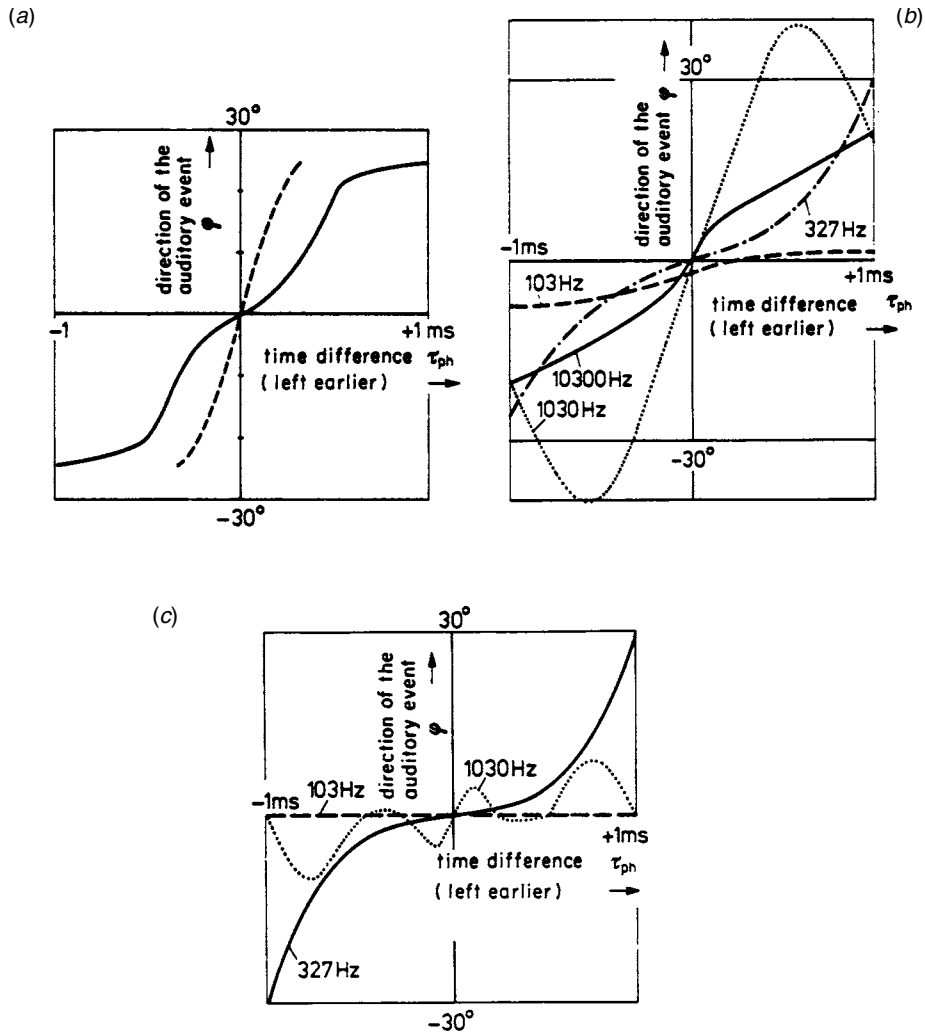 (a)
30°
direction of the
auditory event
φ
-1
+1 ms
time difference τph
(left earlier)
-30°
(b)
30°
direction of the
auditory event φ
-1ms
327Hz
+1ms
103Hz
time difference τph
(left earlier)
10300Hz
1030Hz
-30°
(c)
30°
direction of the
auditory event
φ
1030Hz
103Hz
-1ms
+1ms
time difference τph
(left earlier)
327Hz
-30°